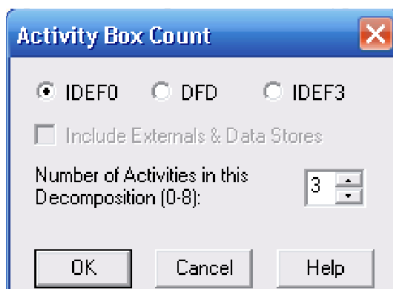 Activity Box Count
IDEF0 DFD IDEF3
Include Externals & Data Stores
Number of Activities in this
Decomposition (0-8):
3
OK Cancel Help